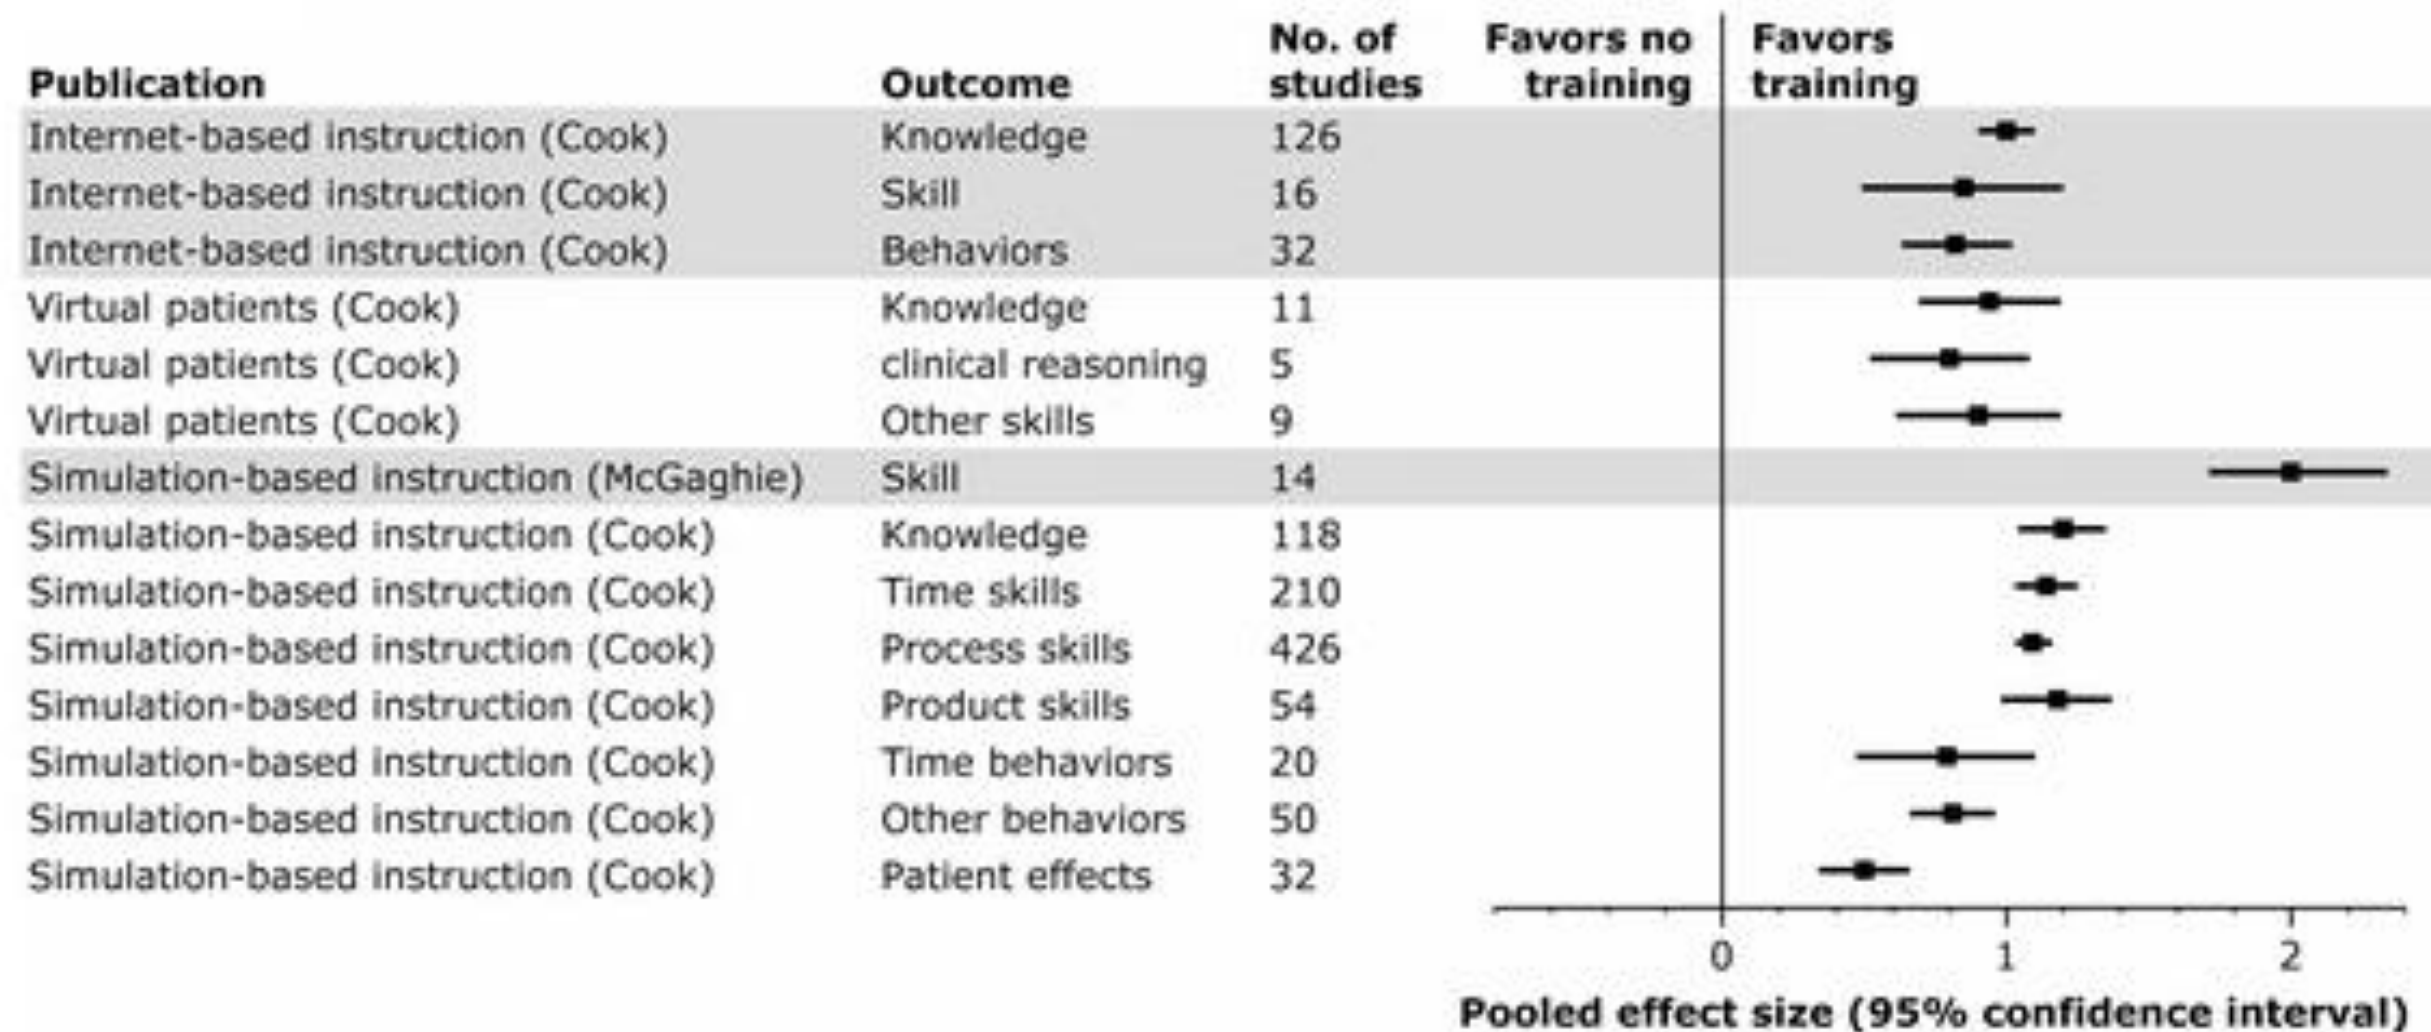 Publication Outcome No. of studies Favors no training Favors training
Internet-based instruction (Cook) Knowledge 126
Internet-based instruction (Cook) Skill 16
Internet-based instruction (Cook) Behaviors 32
Virtual patients (Cook) Knowledge 11
Virtual patients (Cook) clinical reasoning 5
Virtual patients (Cook) Other skills 9
Simulation-based instruction (McGaghie) Skill 14
Simulation-based instruction (Cook) Knowledge 118
Simulation-based instruction (Cook) Time skills 210
Simulation-based instruction (Cook) Process skills 426
Simulation-based instruction (Cook) Product skills 54
Simulation-based instruction (Cook) Time behaviors 20
Simulation-based instruction (Cook) Other behaviors 50
Simulation-based instruction (Cook) Patient effects 32
0 1 2
Pooled effect size (95% confidence interval)